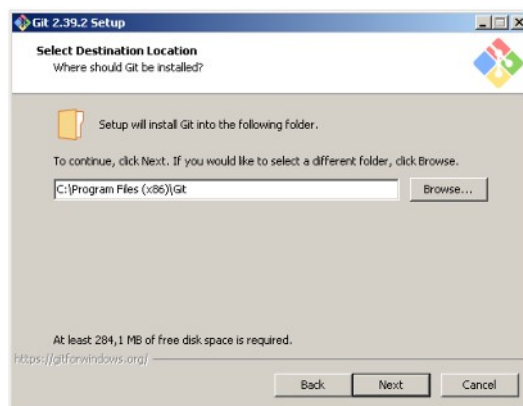 Git 2.39.2 Setup
Select Destination Location
Where should Git be installed?
Setup will install Git into the following folder.
To continue, click Next. If you would like to select a different folder, click Browse.
C:\Program Files (x86)\Git
Browse...
At least 284,1 MB of free disk space is required.
https://gitforwindows.org/
Back
Next
Cancel